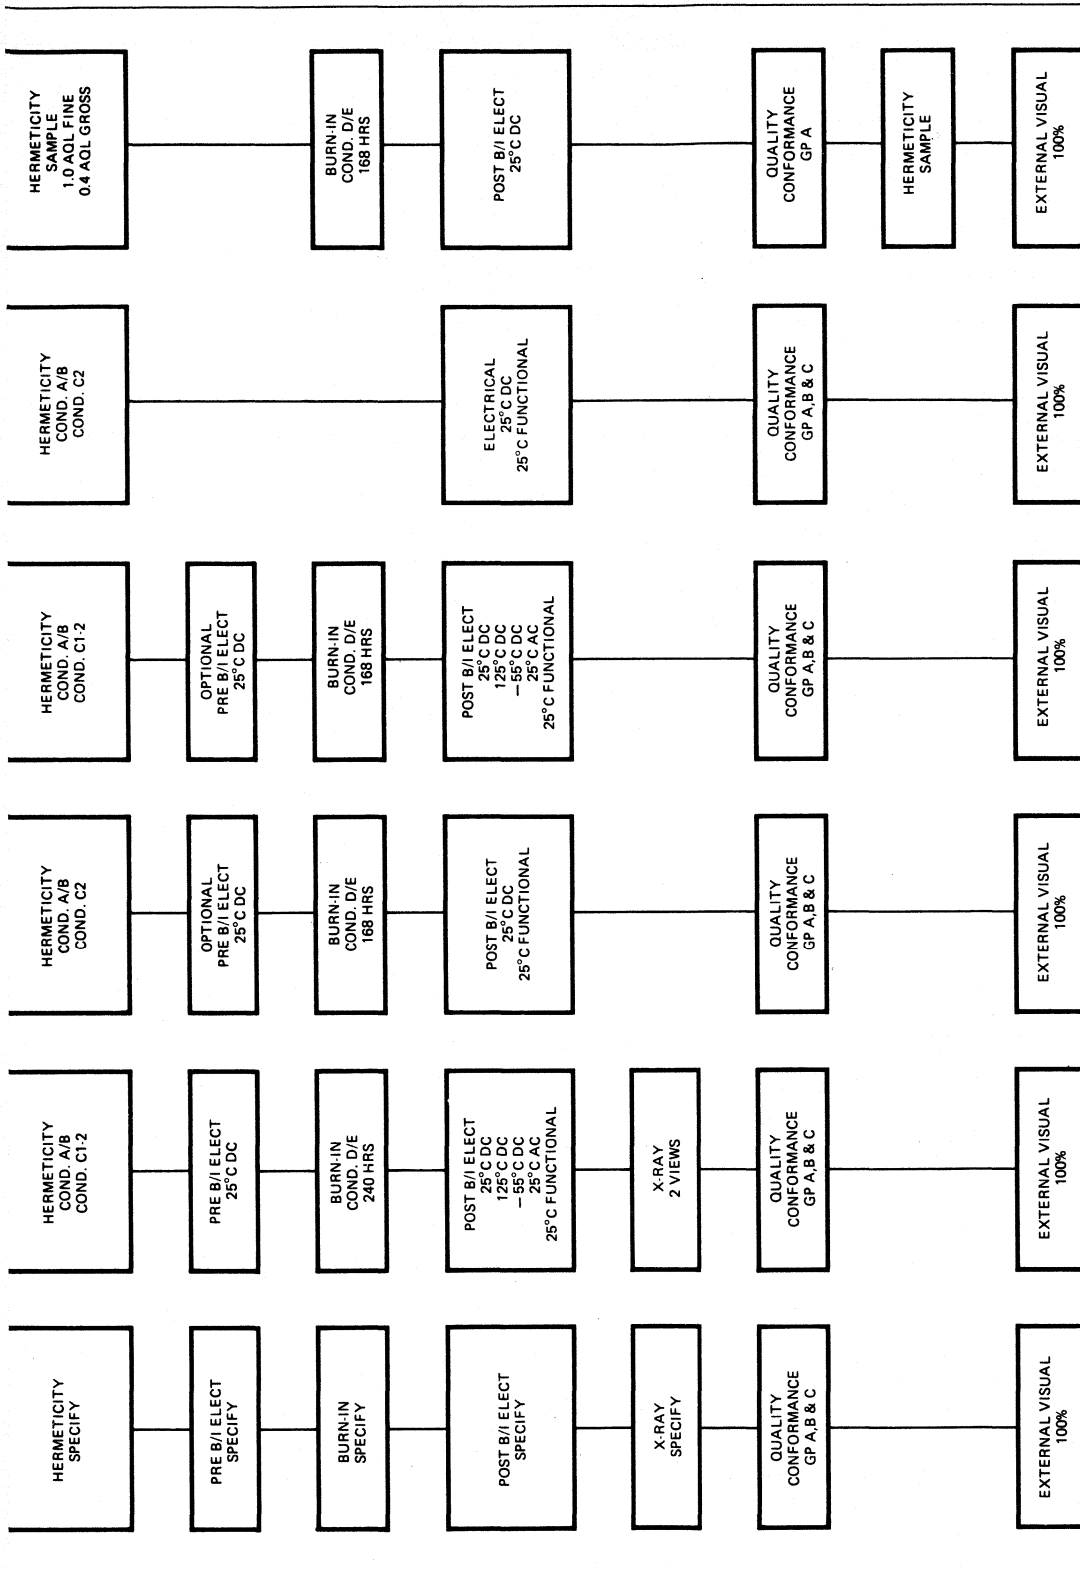 HERMETICITY
SPECIFY
PRE B/I ELECT
SPECIFY
BURN-IN
SPECIFY
POST B/I ELECT
SPECIFY
X-RAY
SPECIFY
QUALITY
CONFORMANCE
GP A,B & C
EXTERNAL VISUAL
100%
HERMETICITY
COND. A/B
COND. C1-2
PRE B/I ELECT
25°C DC
BURN-IN
COND. D/E
240 HRS
POST B/I ELECT
25°C DC
125°C DC
−55°C DC
25°C AC
25°C FUNCTIONAL
X-RAY
2 VIEWS
QUALITY
CONFORMANCE
GP A,B & C
EXTERNAL VISUAL
100%
HERMETICITY
COND. A/B
COND. C2
OPTIONAL
PRE B/I ELECT
25°C DC
BURN-IN
COND. D/E
168 HRS
POST B/I ELECT
25°C DC
25°C FUNCTIONAL
QUALITY
CONFORMANCE
GP A,B & C
EXTERNAL VISUAL
100%
HERMETICITY
COND. A/B
COND. C1-2
OPTIONAL
PRE B/I ELECT
25°C DC
BURN-IN
COND. D/E
168 HRS
POST B/I ELECT
25°C DC
125°C DC
−55°C DC
25°C AC
25°C FUNCTIONAL
QUALITY
CONFORMANCE
GP A,B & C
EXTERNAL VISUAL
100%
HERMETICITY
COND. A/B
COND. C2
ELECTRICAL
25°C DC
25°C FUNCTIONAL
QUALITY
CONFORMANCE
GP A,B & C
EXTERNAL VISUAL
100%
HERMETICITY
SAMPLE
1.0 AQL FINE
0.4 AQL GROSS
BURN-IN
COND. D/E
168 HRS
POST B/I ELECT
25°C DC
QUALITY
CONFORMANCE
GP A
HERMETICITY
SAMPLE
EXTERNAL VISUAL
100%